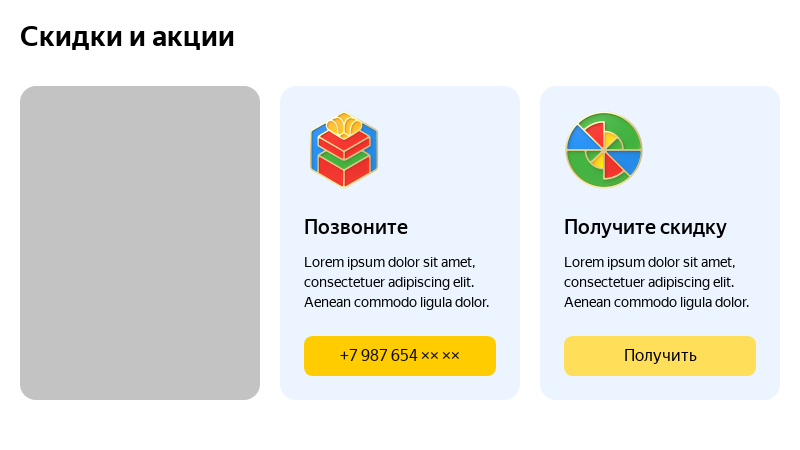 Скидки и акции
Позвоните
Lorem ipsum dolor sit amet,
consectetuer adipiscing elit.
Aenean commodo ligula dolor.
+7 987 654 ×× ××
Получите скидку
Lorem ipsum dolor sit amet,
consectetuer adipiscing elit.
Aenean commodo ligula dolor.
Получить